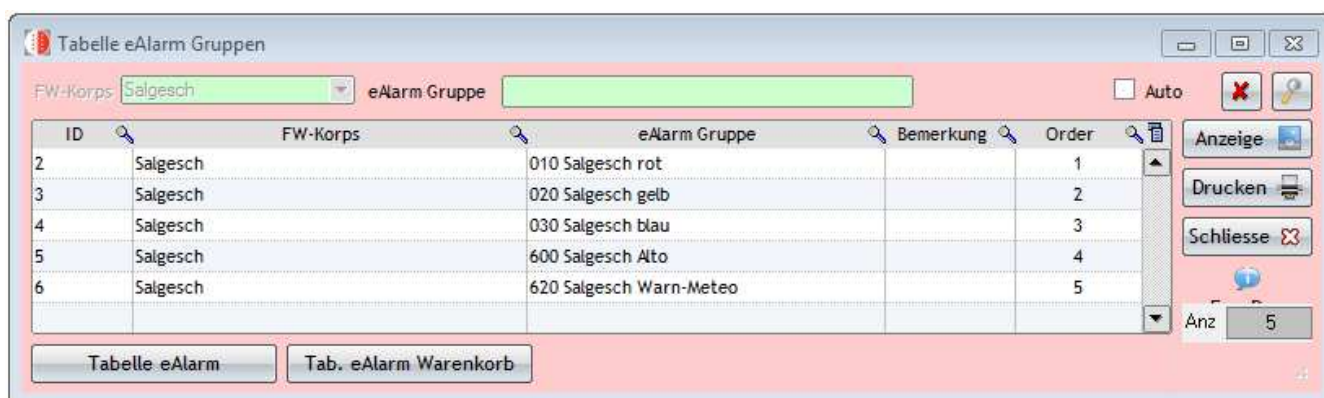 Tabelle eAlarm Gruppen
FW-Korps Salgesch eAlarm Gruppe Auto
ID FW-Korps eAlarm Gruppe Bemerkung Order Anzeige
2 Salgesch 010 Salgesch rot 1
3 Salgesch 020 Salgesch gelb 2 Drucken
4 Salgesch 030 Salgesch blau 3
5 Salgesch 600 Salgesch Alto 4 Schliesse
6 Salgesch 620 Salgesch Warn-Meteo 5
Anz 5
Tabelle eAlarm Tab. eAlarm Warenkorb